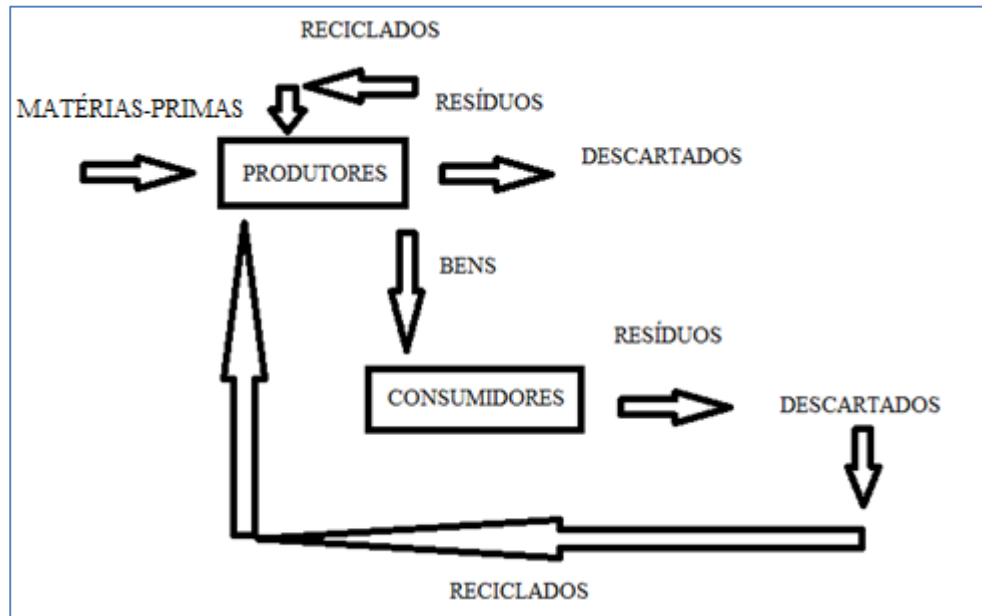 RECICLADOS
RESÍDUOS
MATÉRIAS-PRIMAS
DESCARTADOS
PRODUTORES
BENS
RESÍDUOS
CONSUMIDORES
DESCARTADOS
RECICLADOS